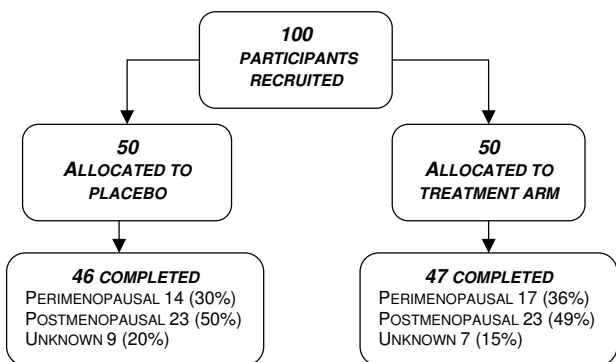 100
PARTICIPANTS
RECRUITED
50
ALLOCATED TO
PLACEBO
50
ALLOCATED TO
TREATMENT ARM
46 COMPLETED
PERIMENOPAUSAL 14 (30%)
POSTMENOPAUSAL 23 (50%)
UNKNOWN 9 (20%)
47 COMPLETED
PERIMENOPAUSAL 17 (36%)
POSTMENOPAUSAL 23 (49%)
UNKNOWN 7 (15%)